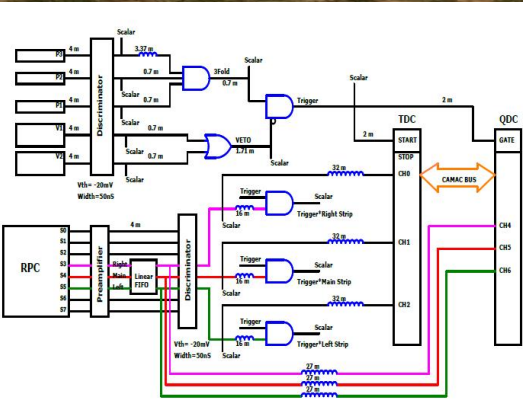 Scalar
P3
4 m
3.37 m
P2
4 m
0.7 m
3Fold
0.7 m
Scalar
Scalar
P1
4 m
0.7 m
Scalar
Trigger
Scalar
2 m
TDC
QDC
V1
4 m
0.7 m
V2
4 m
0.7 m
Scalar
VETO
1.71 m
Scalar
Discriminator
2 m
START
GATE
STOP
Vth= -20mV
Width=50nS
CH0
32 m
CAMAC BUS
Trigger
Scalar
16 m
Scalar
Trigger*Right Strip
4 m
RPC
S0
S1
S2
S3
S4
S5
S6
S7
Preamplifier
Right
Main
Left
Linear
FIFO
Discriminator
32 m
CH1
CH4
CH5
CH6
Trigger
Scalar
16 m
Trigger*Main Strip
Scalar
32 m
CH2
Trigger
Scalar
16 m
Trigger*Left Strip
Scalar
Vth= -20mV
Width=50nS
27 m
27 m
27 m